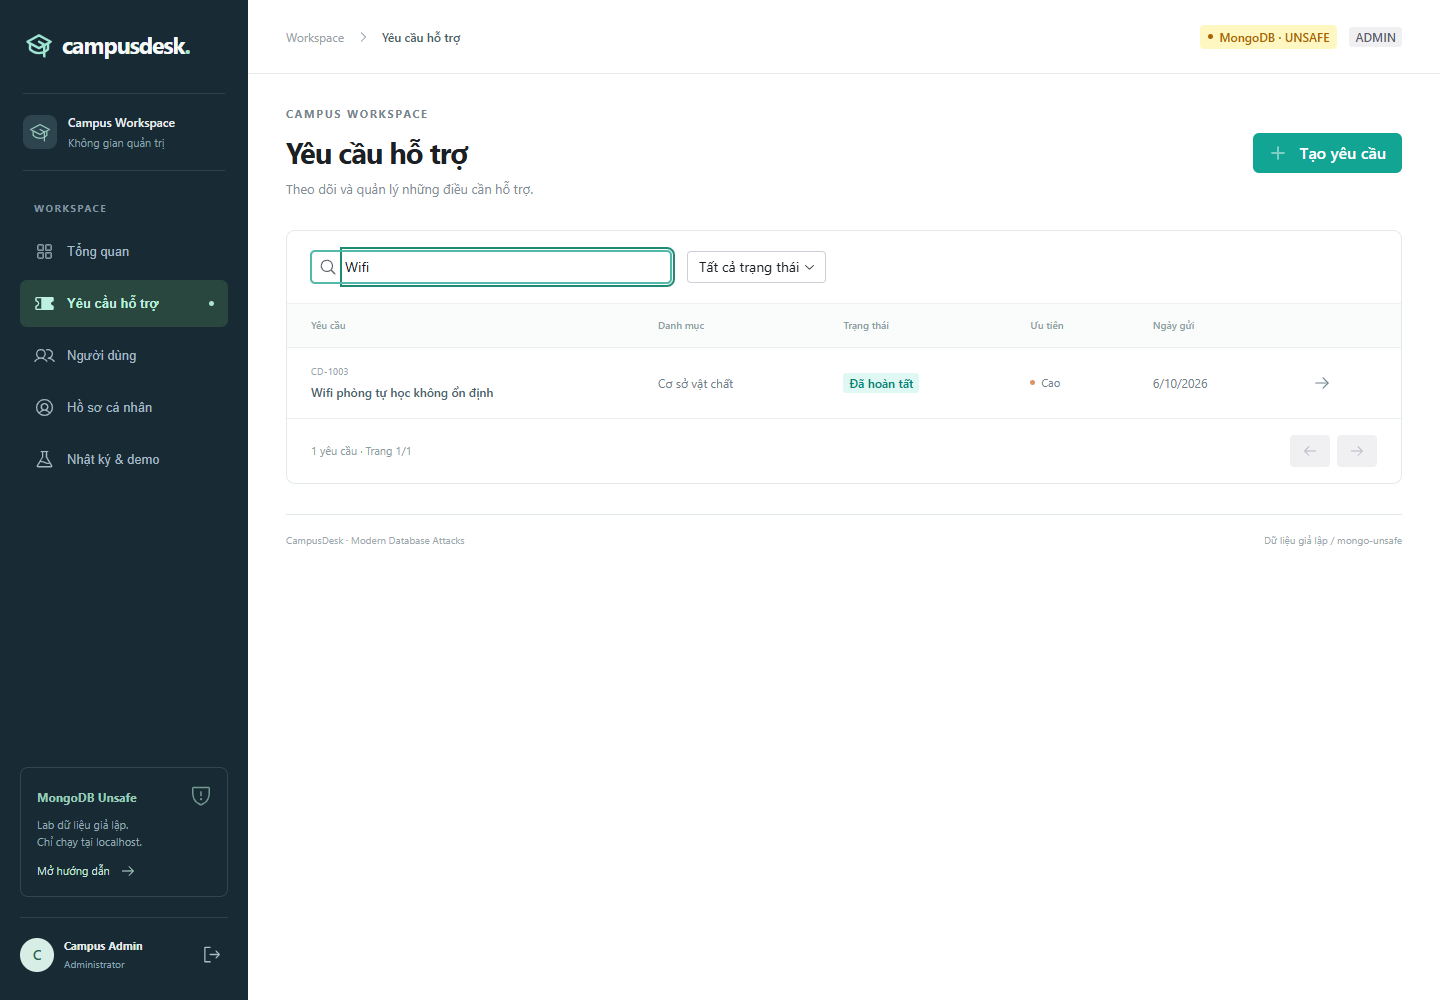 campusdesk.
Campus Workspace
Không gian quản trị
WORKSPACE
Tổng quan
Yêu cầu hỗ trợ
Người dùng
Hồ sơ cá nhân
Nhật ký & demo
MongoDB Unsafe
Lab dữ liệu giả lập.
Chỉ chạy tại localhost.
Mở hướng dẫn
C
Campus Admin
Administrator
Workspace Yêu cầu hỗ trợ
MongoDB · UNSAFE ADMIN
CAMPUS WORKSPACE
Yêu cầu hỗ trợ
Theo dõi và quản lý những điều cần hỗ trợ.
Tạo yêu cầu
Wifi Tất cả trạng thái
Yêu cầu Danh mục Trạng thái Ưu tiên Ngày gửi
CD-1003
Wifi phòng tự học không ổn định Cơ sở vật chất Đã hoàn tất Cao 6/10/2026
1 yêu cầu · Trang 1/1
CampusDesk · Modern Database Attacks Dữ liệu giả lập / mongo-unsafe